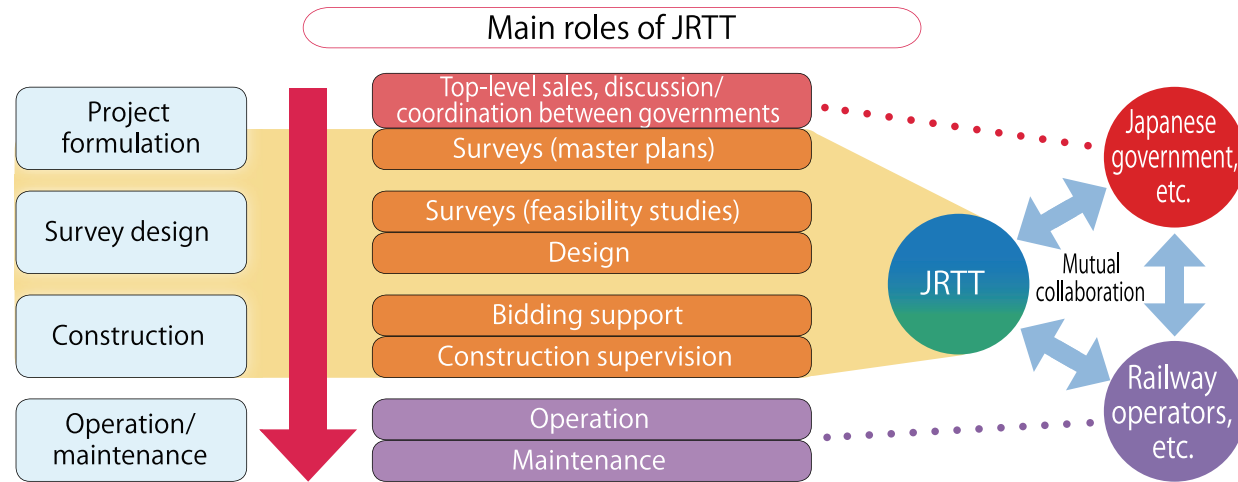 Main roles of JRTT
Project
formulation
Survey design
Construction
Operation/
maintenance
Top-level sales, discussion/
coordination between governments
Surveys (master plans)
Surveys (feasibility studies)
Design
Bidding support
Construction supervision
Operation
Maintenance
JRTT
Mutual
collaboration
Japanese
government,
etc.
Railway
operators,
etc.